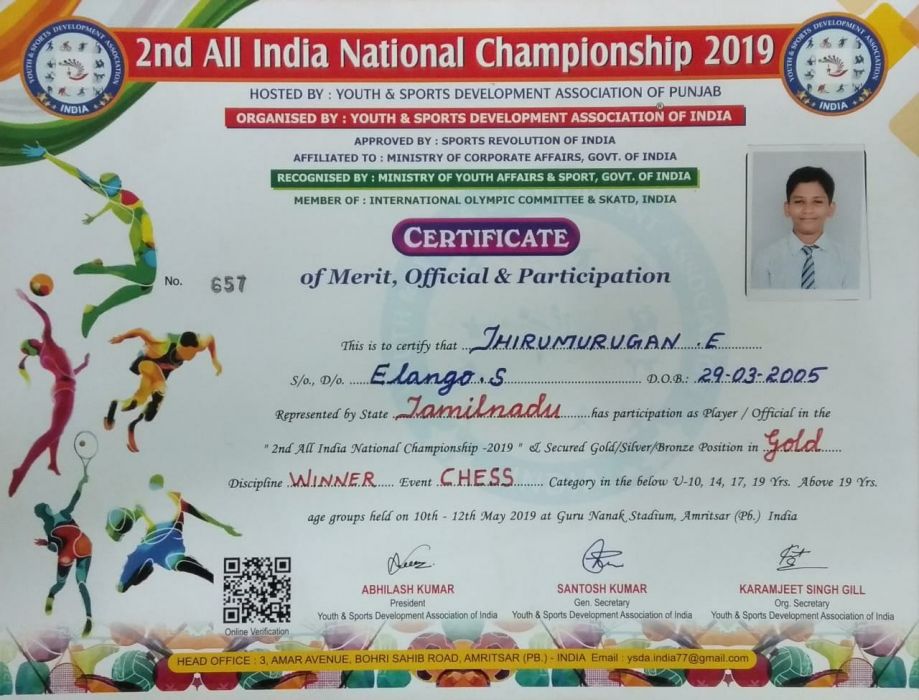 2nd All India National Championship 2019
YOUTH & SPORTS DEVELOPMENT ASSOCIATION
INDIA
YOUTH & SPORTS DEVELOPMENT ASSOCIATION
INDIA
HOSTED BY : YOUTH & SPORTS DEVELOPMENT ASSOCIATION OF PUNJAB
ORGANISED BY : YOUTH & SPORTS DEVELOPMENT ASSOCIATION® OF INDIA
APPROVED BY : SPORTS REVOLUTION OF INDIA
AFFILIATED TO : MINISTRY OF CORPORATE AFFAIRS, GOVT. OF INDIA
RECOGNISED BY : MINISTRY OF YOUTH AFFAIRS & SPORT, GOVT. OF INDIA
MEMBER OF : INTERNATIONAL OLYMPIC COMMITTEE & SKATD, INDIA
CERTIFICATE
of Merit, Official & Participation
No. 657
This is to certify that THIRUMURUGAN .E
S/o., D/o. Elango.S D.O.B.: 29-03-2005
Represented by State Tamilnadu has participation as Player / Official in the
" 2nd All India National Championship -2019 " & Secured Gold/Silver/Bronze Position in Gold
Discipline WINNER Event CHESS Category in the below U-10, 14, 17, 19 Yrs. Above 19 Yrs.
age groups held on 10th - 12th May 2019 at Guru Nanak Stadium, Amritsar (Pb.) India
ABHILASH KUMAR
President
Youth & Sports Development Association of India
SANTOSH KUMAR
Gen. Secretary
Youth & Sports Development Association of India
KARAMJEET SINGH GILL
Org. Secretary
Youth & Sports Development Association of India
Online Verification
HEAD OFFICE : 3, AMAR AVENUE, BOHRI SAHIB ROAD, AMRITSAR (PB.) - INDIA Email : ysda.india77@gmail.com